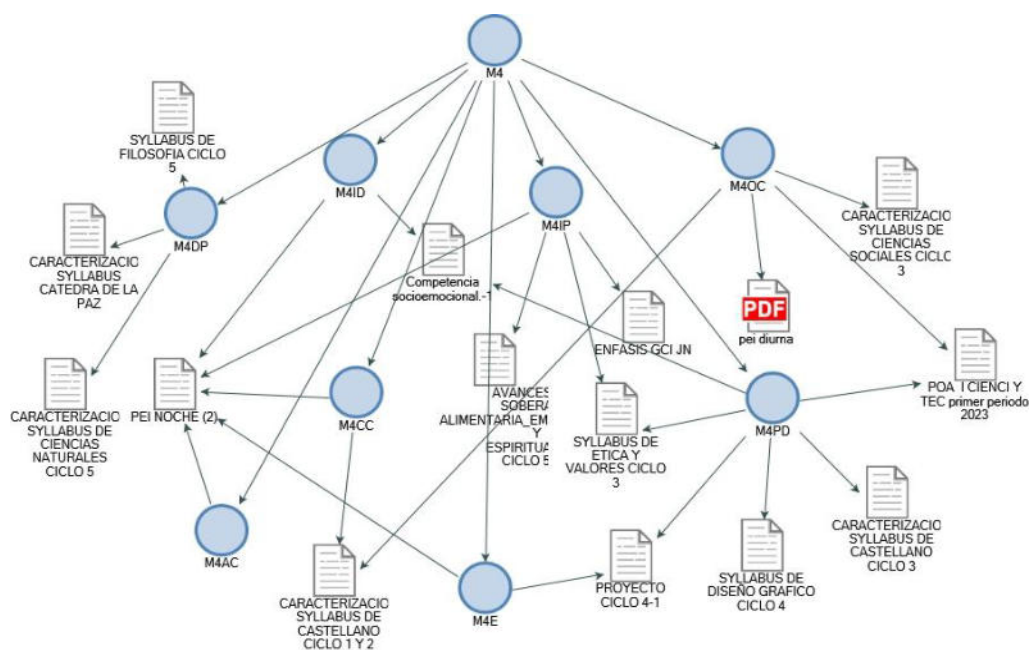 M4
SYLLABUS DE
FILOSOFIA CICLO
5
M4ID
M4OC
M4IP
M4DP
CARACTERIZACIO
SYLLABUS DE
CIENCIAS
SOCIALES CICLO
3
CARACTERIZACIO
SYLLABUS
CATEDRA DE LA
PAZ
Competencia
socioemocional.-1
PDF
pei diurna
ENFASIS GCI JN
AVANCES
SOBERA
ALIMENTARIA_EM
Y
ESPIRITUA
CICLO 5
POA I CIENCI Y
TEC primer periodo
2023
CARACTERIZACIO
SYLLABUS DE
CIENCIAS
NATURALES
CICLO 5
PEI NOCHE (2)
M4CC
SYLLABUS DE
ETICA Y
VALORES CICLO
3
M4PD
M4AC
CARACTERIZACIO
SYLLABUS DE
CASTELLANO
CICLO 3
CARACTERIZACIO
SYLLABUS DE
CASTELLANO
CICLO 1 Y 2
M4E
PROYECTO
CICLO 4-1
SYLLABUS DE
DISEÑO GRAFICO
CICLO 4